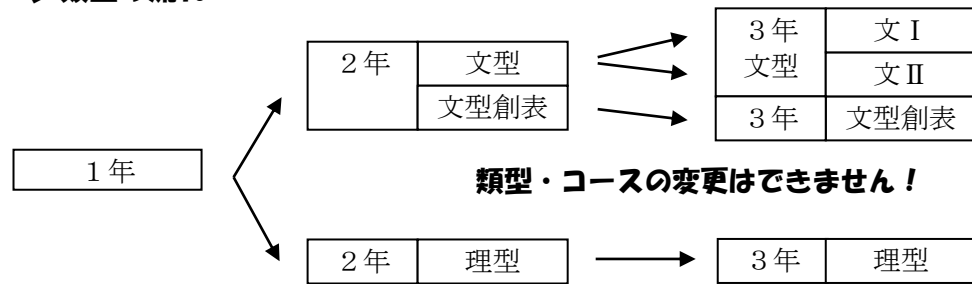 3年 文Ⅰ
2年 文型 文型 文Ⅱ
文型創表 3年 文型創表
1年
類型・コースの変更はできません！
2年 理型 3年 理型